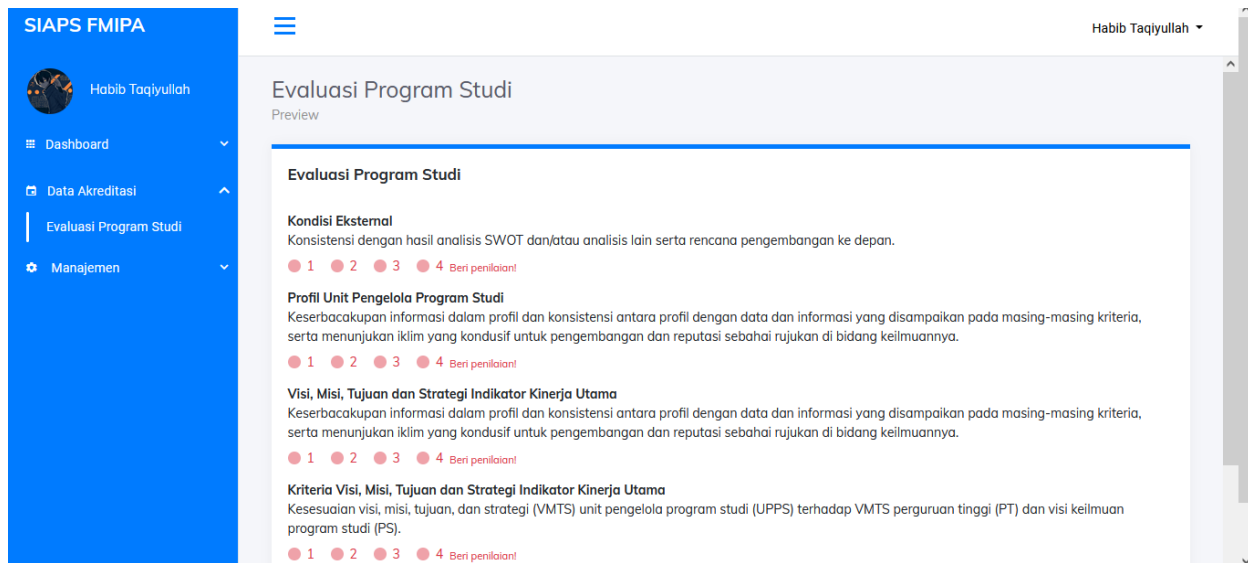 SIAPS FMIPA
Habib Taqiyullah
Habib Taqiyullah
Dashboard
Data Akreditasi
Evaluasi Program Studi
Manajemen
Evaluasi Program Studi
Preview
Evaluasi Program Studi
Kondisi Eksternal
Konsistensi dengan hasil analisis SWOT dan/atau analisis lain serta rencana pengembangan ke depan.
1 2 3 4 Beri penilaian!
Profil Unit Pengelola Program Studi
Keserbacakupan informasi dalam profil dan konsistensi antara profil dengan data dan informasi yang disampaikan pada masing-masing kriteria,
serta menunjukan iklim yang kondusif untuk pengembangan dan reputasi sebahai rujukan di bidang keilmuannya.
1 2 3 4 Beri penilaian!
Visi, Misi, Tujuan dan Strategi Indikator Kinerja Utama
Keserbacakupan informasi dalam profil dan konsistensi antara profil dengan data dan informasi yang disampaikan pada masing-masing kriteria,
serta menunjukan iklim yang kondusif untuk pengembangan dan reputasi sebahai rujukan di bidang keilmuannya.
1 2 3 4 Beri penilaian!
Kriteria Visi, Misi, Tujuan dan Strategi Indikator Kinerja Utama
Kesesuaian visi, misi, tujuan, dan strategi (VMTS) unit pengelola program studi (UPPS) terhadap VMTS perguruan tinggi (PT) dan visi keilmuan
program studi (PS).
1 2 3 4 Beri penilaian!